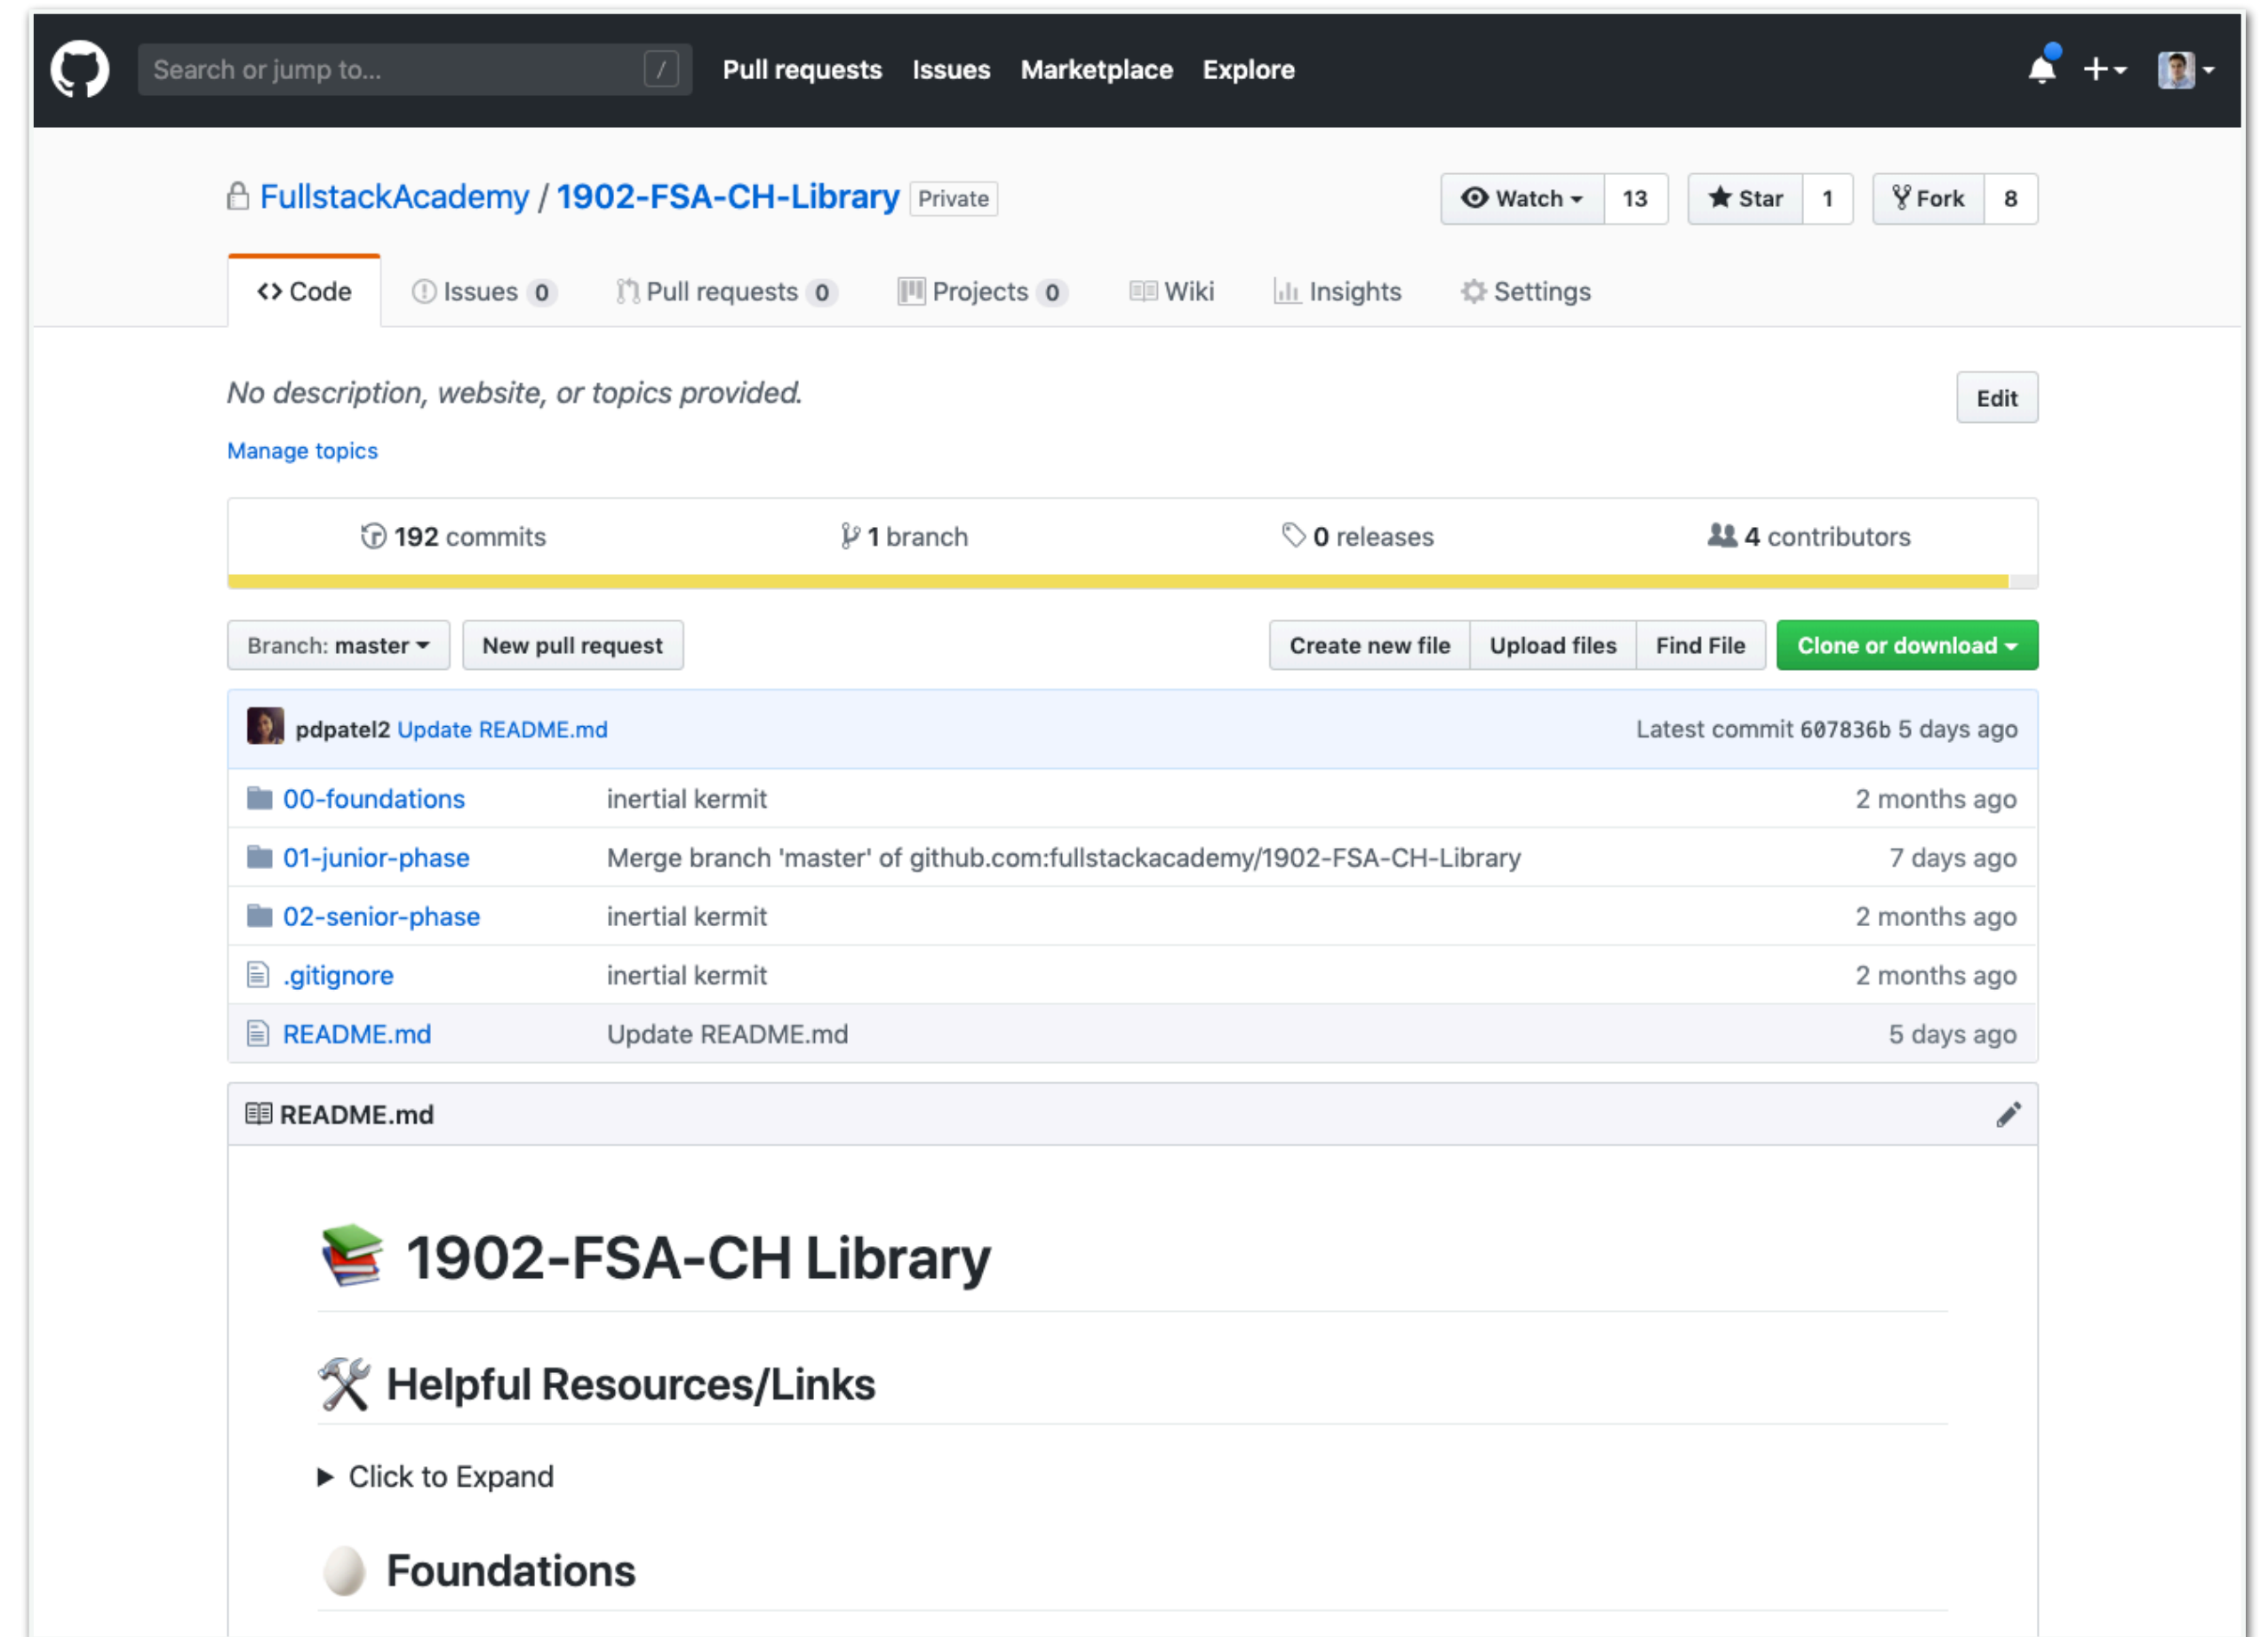 Search or jump to... / Pull requests Issues Marketplace Explore
FullstackAcademy / 1902-FSA-CH-Library Private Watch 13 Star 1 Fork 8
Code Issues 0 Pull requests 0 Projects 0 Wiki Insights Settings
No description, website, or topics provided. Edit
Manage topics
192 commits 1 branch 0 releases 4 contributors
Branch: master New pull request Create new file Upload files Find File Clone or download
pdpatel2 Update README.md Latest commit 607836b 5 days ago
00-foundations inertial kermit 2 months ago
01-junior-phase Merge branch 'master' of github.com:fullstackacademy/1902-FSA-CH-Library 7 days ago
02-senior-phase inertial kermit 2 months ago
.gitignore inertial kermit 2 months ago
README.md Update README.md 5 days ago
README.md
1902-FSA-CH Library
Helpful Resources/Links
Click to Expand
Foundations